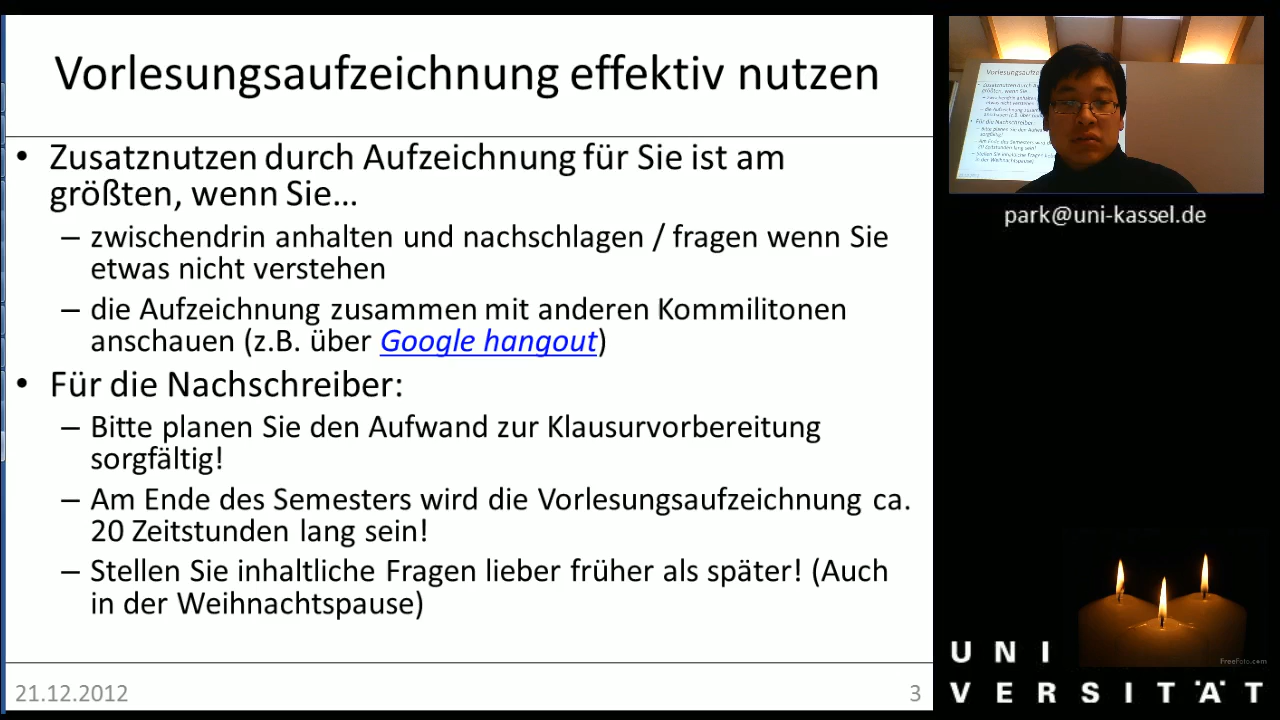 Vorlesungsaufzeichnung effektiv nutzen
• Zusatznutzen durch Aufzeichnung für Sie ist am
größten, wenn Sie...
– zwischendrin anhalten und nachschlagen / fragen wenn Sie
etwas nicht verstehen
– die Aufzeichnung zusammen mit anderen Kommilitonen
anschauen (z.B. über Google hangout)
• Für die Nachschreiber:
– Bitte planen Sie den Aufwand zur Klausurvorbereitung
sorgfältig!
– Am Ende des Semesters wird die Vorlesungsaufzeichnung ca.
20 Zeitstunden lang sein!
– Stellen Sie inhaltliche Fragen lieber früher als später! (Auch
in der Weihnachtspause)
21.12.2012
3
park@uni-kassel.de
FreeFoto.com
UNI
VERSITÄT